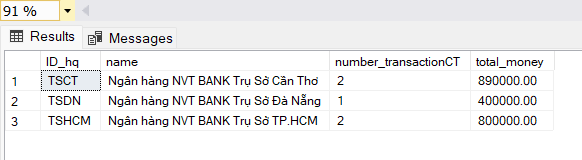 91 %
Results Messages
ID_hq name number_transactionCT total_money
1 TSCT Ngân hàng NVT BANK Trụ Sở Cần Thơ 2 890000.00
2 TSDN Ngân hàng NVT BANK Trụ Sở Đà Nẵng 1 400000.00
3 TSHCM Ngân hàng NVT BANK Trụ Sở TP.HCM 2 800000.00